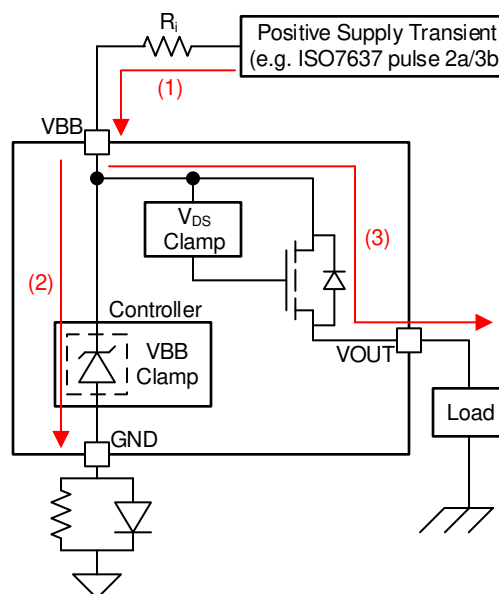 Ri
Positive Supply Transient
(e.g. ISO7637 pulse 2a/3b
(1)
VBB
VDS
Clamp
(3)
(2)
Controller
VBB
Clamp
VOUT
Load
GND